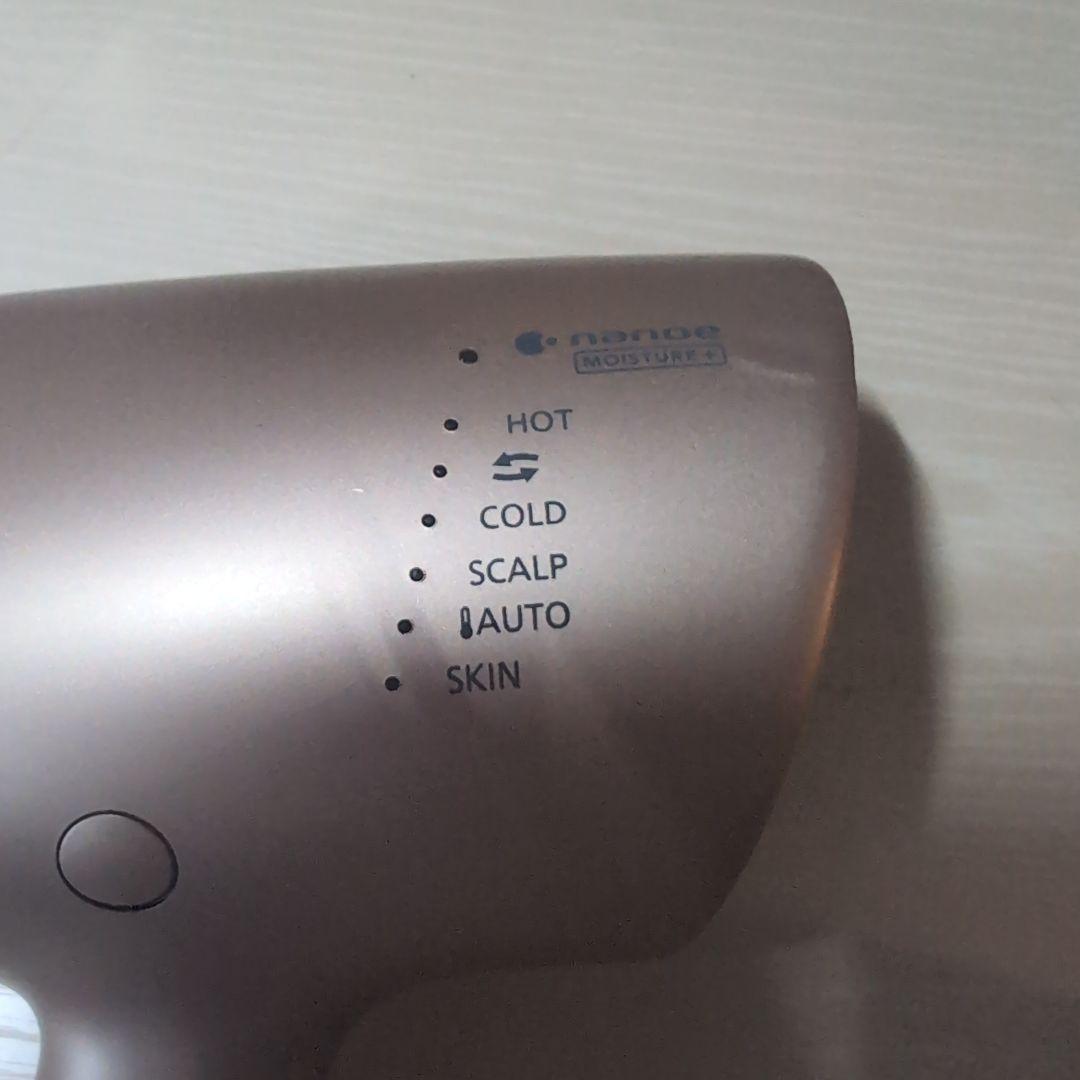 nanoe
MOISTURE+
HOT
COLD
SCALP
AUTO
SKIN